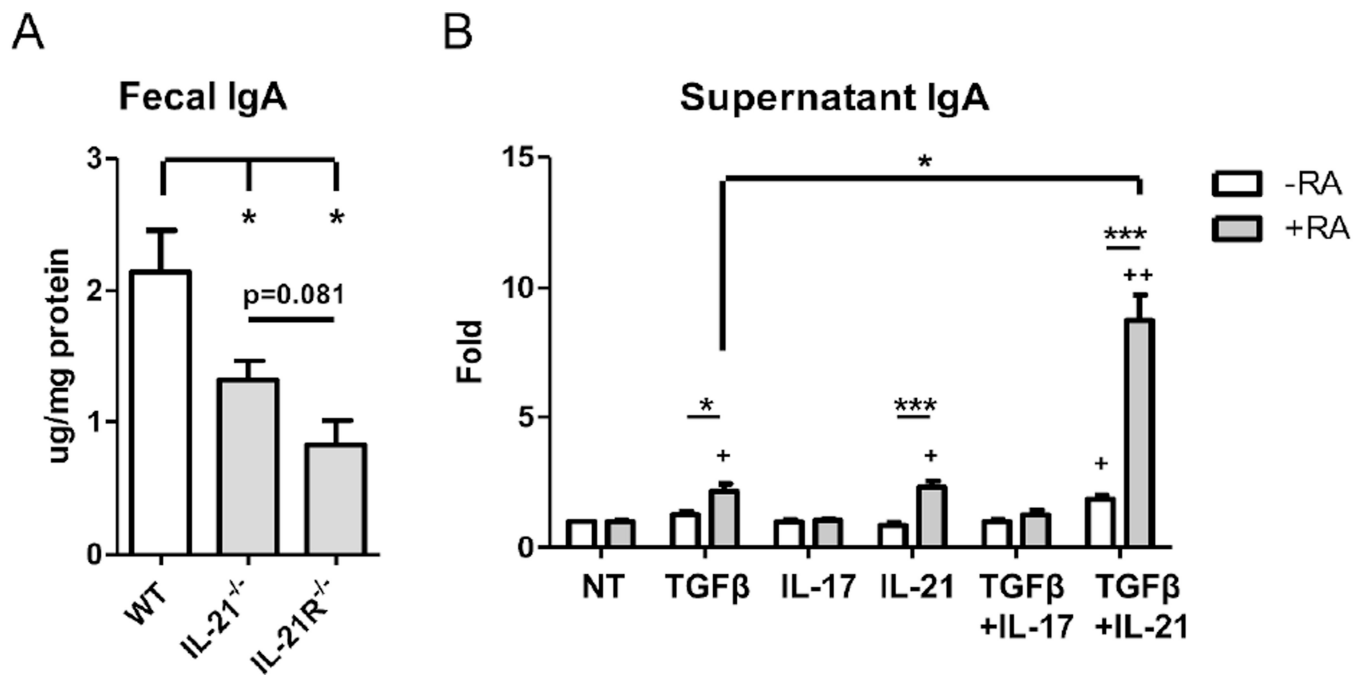 A
Fecal IgA
3
2
1
0
ug/mg protein
*
*
p=0.081
WT
IL-21-/-
IL-21R-/-
B
Supernatant IgA
15
10
5
0
Fold
*
-RA
+RA
***
++
*
+
***
+
+
NT
TGFβ
IL-17
IL-21
TGFβ
+IL-17
TGFβ
+IL-21